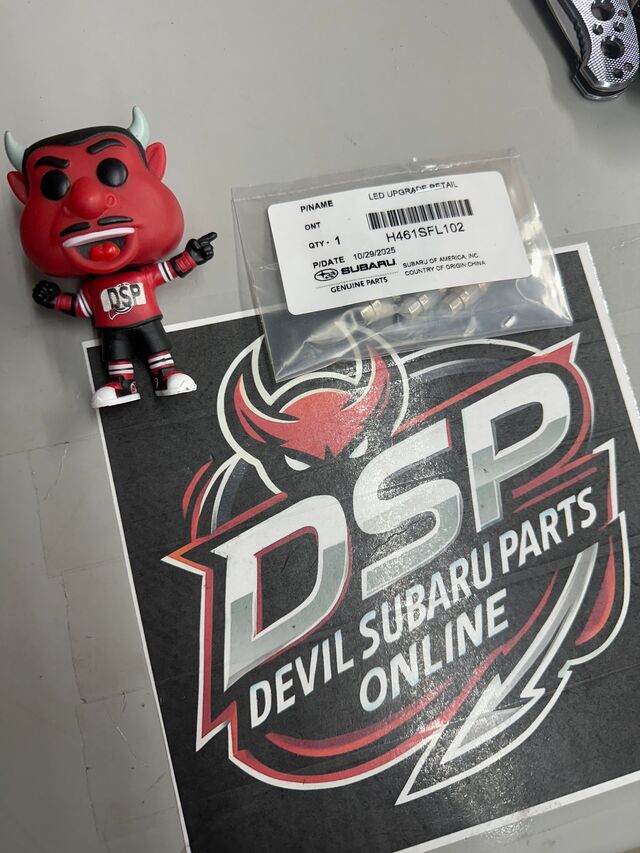 P/NAME LED UPGRADE RETAIL
ONT
QTY - 1 H461SFL102
P/DATE 10/29/2025
SUBARU SUBARU OF AMERICA, INC
GENUINE PARTS COUNTRY OF ORIGIN:CHINA
DSP
DSP
DEVIL SUBARU PARTS
ONLINE